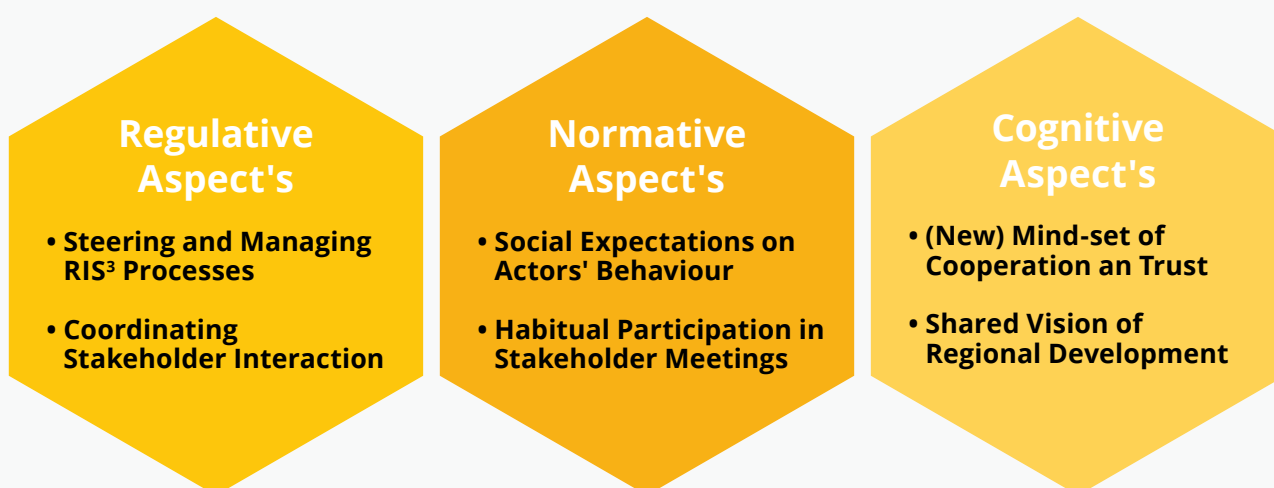 Regulative
Aspect's
• Steering and Managing
RIS³ Processes
• Coordinating
Stakeholder Interaction
Normative
Aspect's
• Social Expectations on
Actors' Behaviour
• Habitual Participation in
Stakeholder Meetings
Cognitive
Aspect's
• (New) Mind-set of
Cooperation an Trust
• Shared Vision of
Regional Development